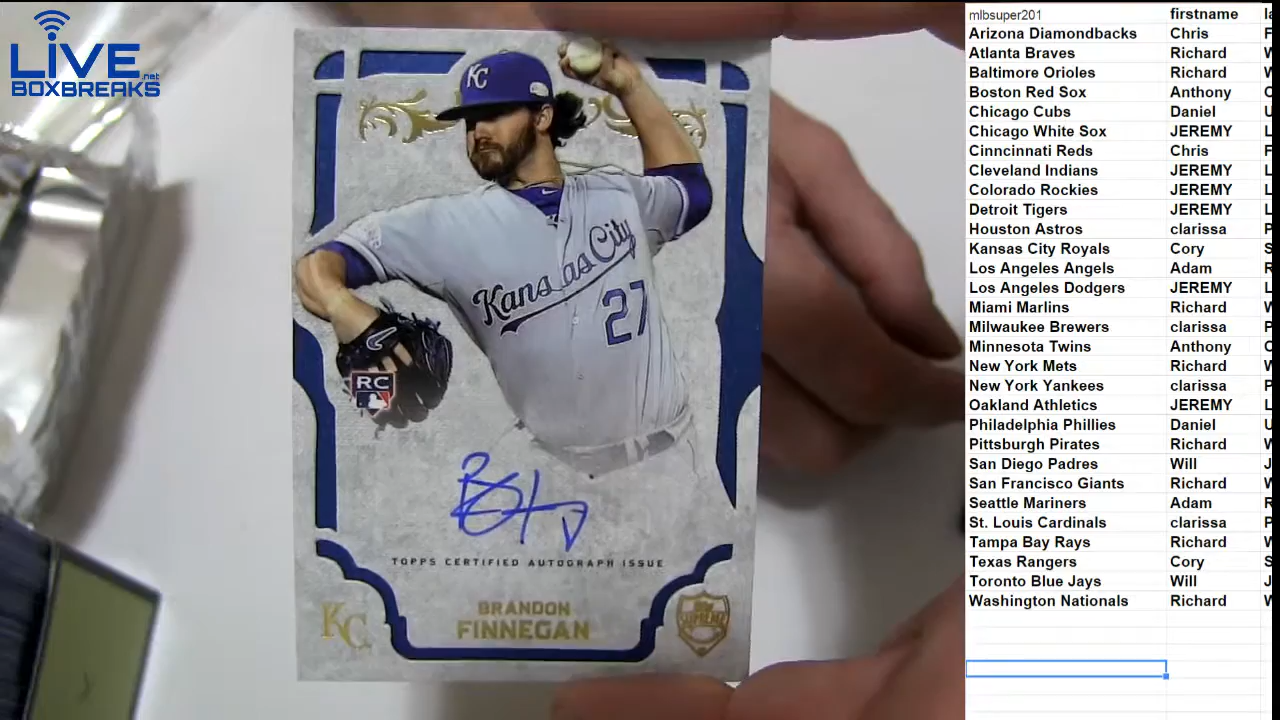 LIVE
BOXBREAKS.net
KC
Kansas City
27
RC
TOPPS CERTIFIED AUTOGRAPH ISSUE
BRANDON
FINNEGAN
KC
SUPREME
mlbsuper201 firstname la
Arizona Diamondbacks Chris F
Atlanta Braves Richard W
Baltimore Orioles Richard W
Boston Red Sox Anthony C
Chicago Cubs Daniel U
Chicago White Sox JEREMY L
Cinncinnati Reds Chris F
Cleveland Indians JEREMY L
Colorado Rockies JEREMY L
Detroit Tigers JEREMY L
Houston Astros clarissa P
Kansas City Royals Cory S
Los Angeles Angels Adam R
Los Angeles Dodgers JEREMY L
Miami Marlins Richard W
Milwaukee Brewers clarissa P
Minnesota Twins Anthony C
New York Mets Richard W
New York Yankees clarissa P
Oakland Athletics JEREMY L
Philadelphia Phillies Daniel U
Pittsburgh Pirates Richard W
San Diego Padres Will J
San Francisco Giants Richard W
Seattle Mariners Adam R
St. Louis Cardinals clarissa P
Tampa Bay Rays Richard W
Texas Rangers Cory S
Toronto Blue Jays Will J
Washington Nationals Richard W